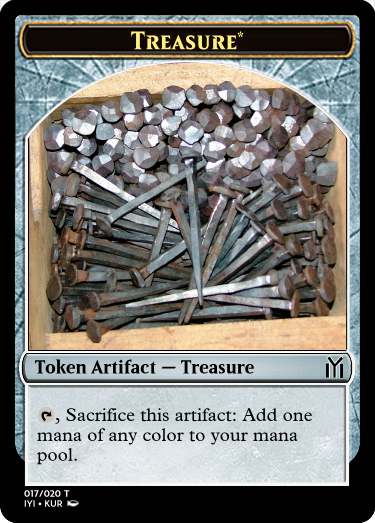 TREASURE*
Token Artifact — Treasure
, Sacrifice this artifact: Add one
mana of any color to your mana
pool.
017/020 T
IYI • KUR